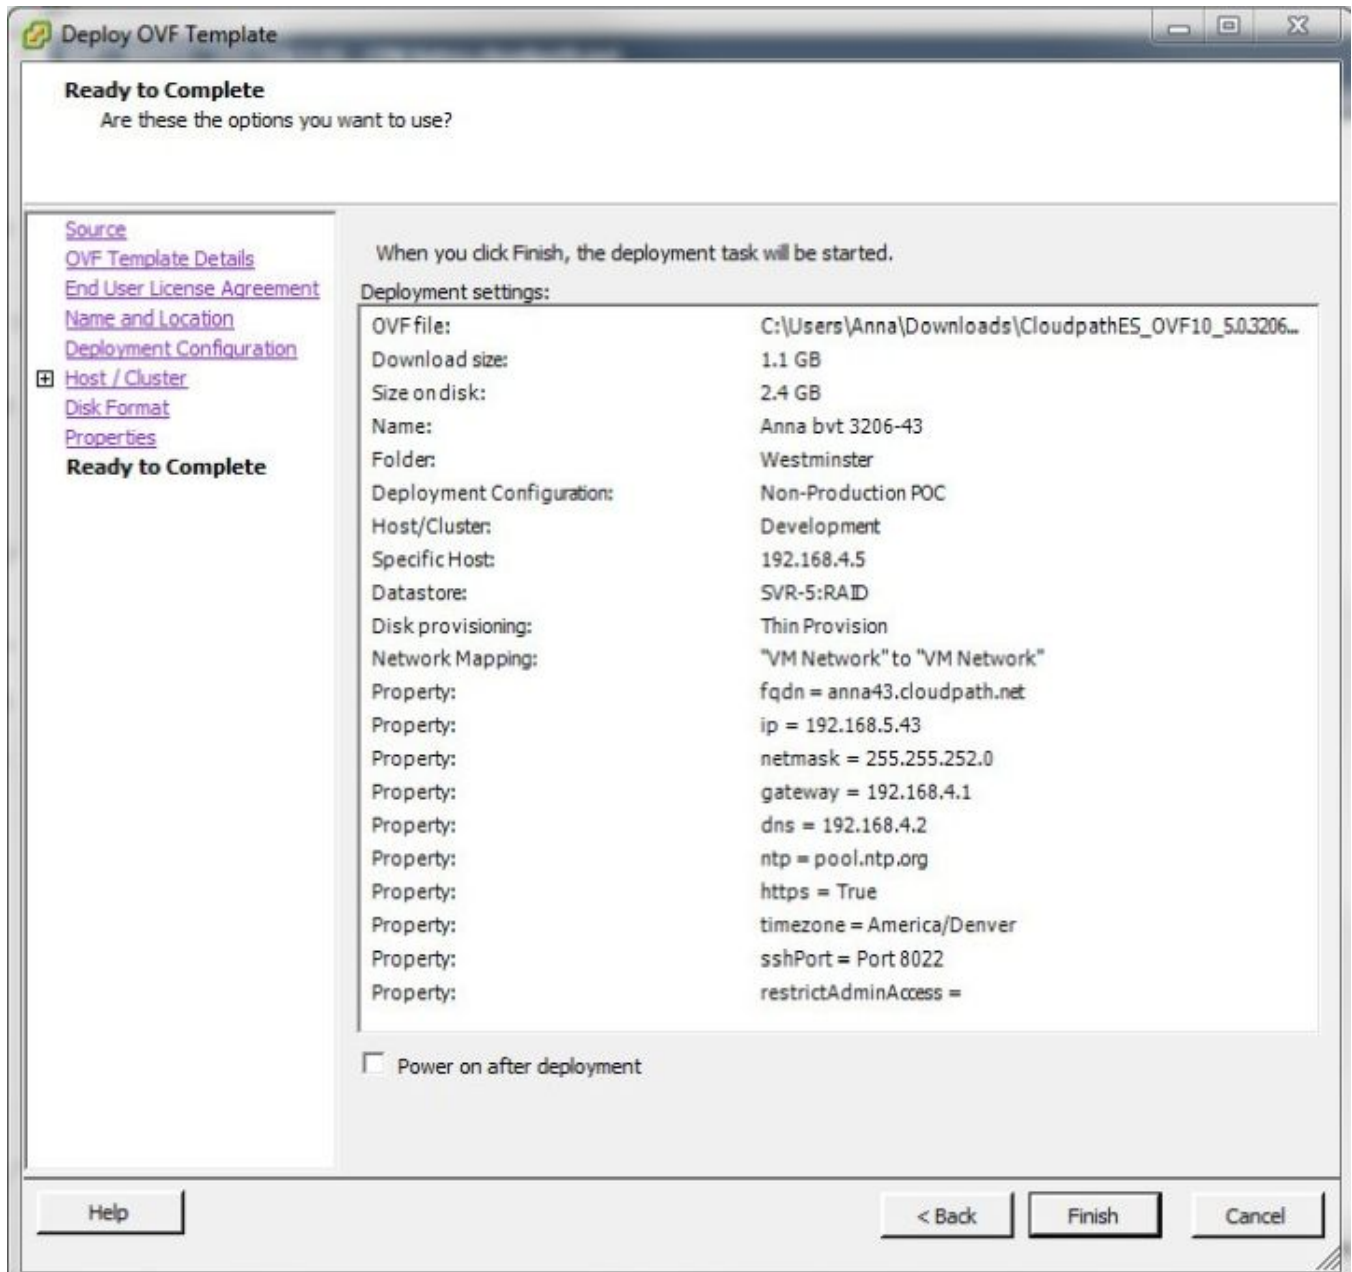 Deploy OVF Template
Ready to Complete
Are these the options you want to use?
Source
OVF Template Details
End User License Agreement
Name and Location
Deployment Configuration
Host / Cluster
Disk Format
Properties
Ready to Complete
When you click Finish, the deployment task will be started.
Deployment settings:
OVF file: C:\Users\Anna\Downloads\CloudpathES_OVF10_5.0.3206...
Download size: 1.1 GB
Size on disk: 2.4 GB
Name: Anna bvt 3206-43
Folder: Westminster
Deployment Configuration: Non-Production POC
Host/Cluster: Development
Specific Host: 192.168.4.5
Datastore: SVR-5:RAID
Disk provisioning: Thin Provision
Network Mapping: "VM Network" to "VM Network"
Property: fqdn = anna43.cloudpath.net
Property: ip = 192.168.5.43
Property: netmask = 255.255.252.0
Property: gateway = 192.168.4.1
Property: dns = 192.168.4.2
Property: ntp = pool.ntp.org
Property: https = True
Property: timezone = America/Denver
Property: sshPort = Port 8022
Property: restrictAdminAccess =
Power on after deployment
Help < Back Finish Cancel